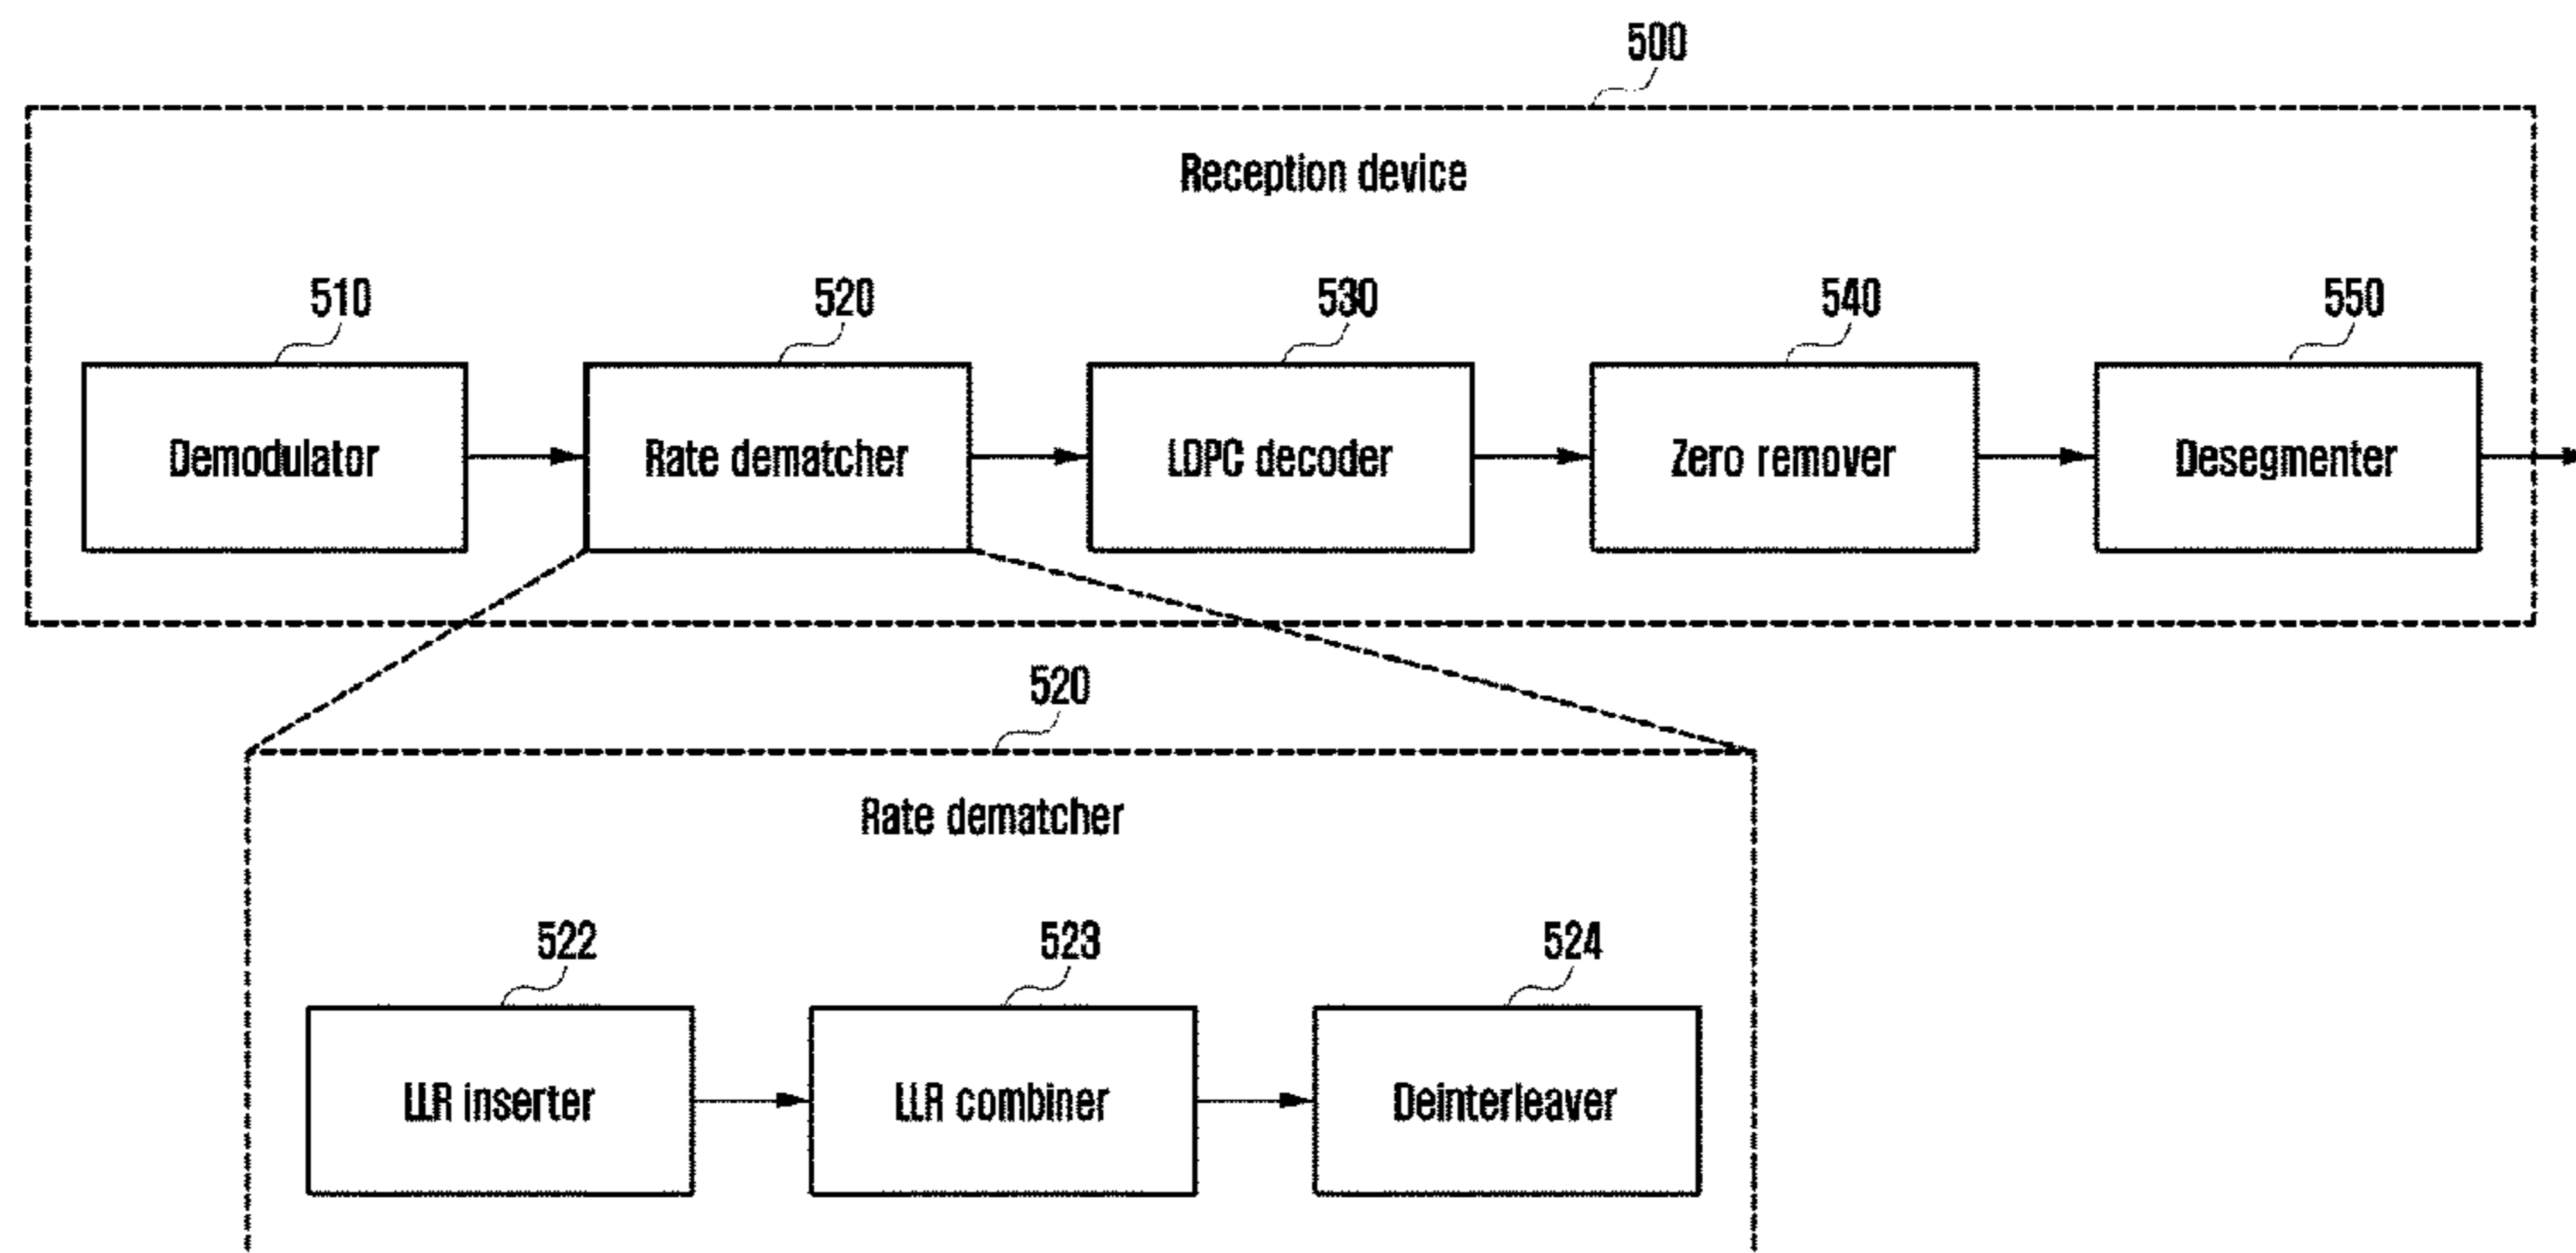 500
Reception device
510 520 530 540 550
Demodulator Rate dematcher LDPC decoder Zero remover Desegmenter
520
Rate dematcher
522 523 524
LLR inserter LLR combiner Deinterleaver